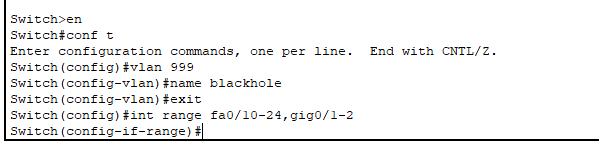 Switch>en
Switch#conf t
Enter configuration commands, one per line.  End with CNTL/Z.
Switch(config)#vlan 999
Switch(config-vlan)#name blackhole
Switch(config-vlan)#exit
Switch(config)#int range fa0/10-24,gig0/1-2
Switch(config-if-range)#